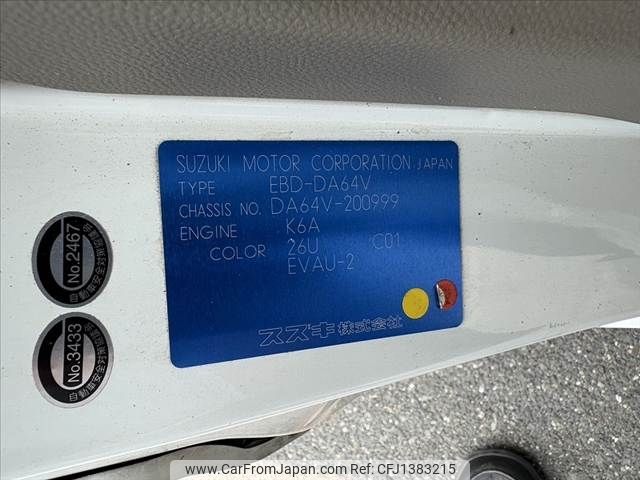 SUZUKI MOTOR CORPORATION JAPAN
TYPE EBD-DA64V
CHASSIS NO. DA64V-200999
ENGINE K6A
COLOR 26U C01
EVAU-2
スズキ株式会社
No.2467
No.3433
www.CarFromJapan.com - CFJ1383215